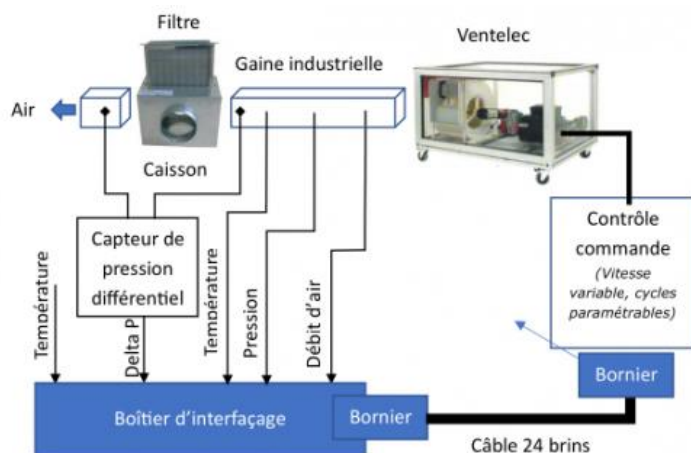 Filtre
Ventelec
Gaine industrielle
Air
Caisson
Capteur de
pression
différentiel
Contrôle
commande
(Vitesse
variable, cycles
paramétrables)
Température
Delta P
Température
Pression
Débit d'air
Boîtier d'interfaçage
Bornier
Bornier
Câble 24 brins